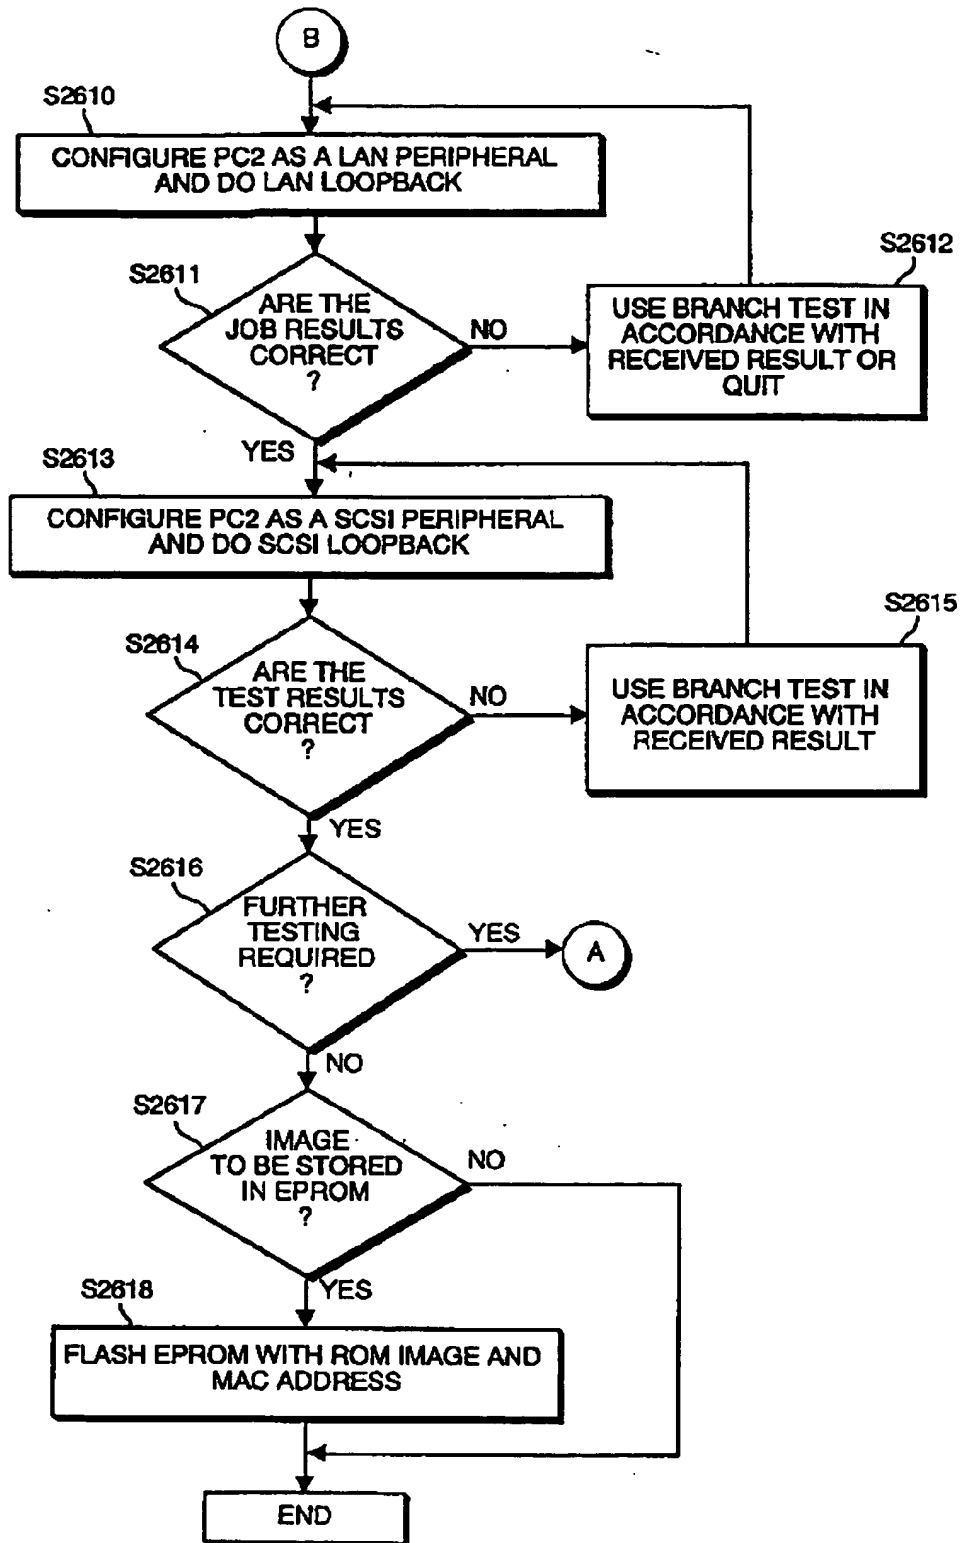 B
S2610
CONFIGURE PC2 AS A LAN PERIPHERAL
AND DO LAN LOOPBACK
S2611
ARE THE
JOB RESULTS
CORRECT
?
NO
S2612
USE BRANCH TEST IN
ACCORDANCE WITH
RECEIVED RESULT OR
QUIT
YES
S2613
CONFIGURE PC2 AS A SCSI PERIPHERAL
AND DO SCSI LOOPBACK
S2614
ARE THE
TEST RESULTS
CORRECT
?
NO
S2615
USE BRANCH TEST IN
ACCORDANCE WITH
RECEIVED RESULT
YES
S2616
FURTHER
TESTING
REQUIRED
?
YES
A
NO
S2617
IMAGE
TO BE STORED
IN EPROM
?
NO
YES
S2618
FLASH EPROM WITH ROM IMAGE AND
MAC ADDRESS
END